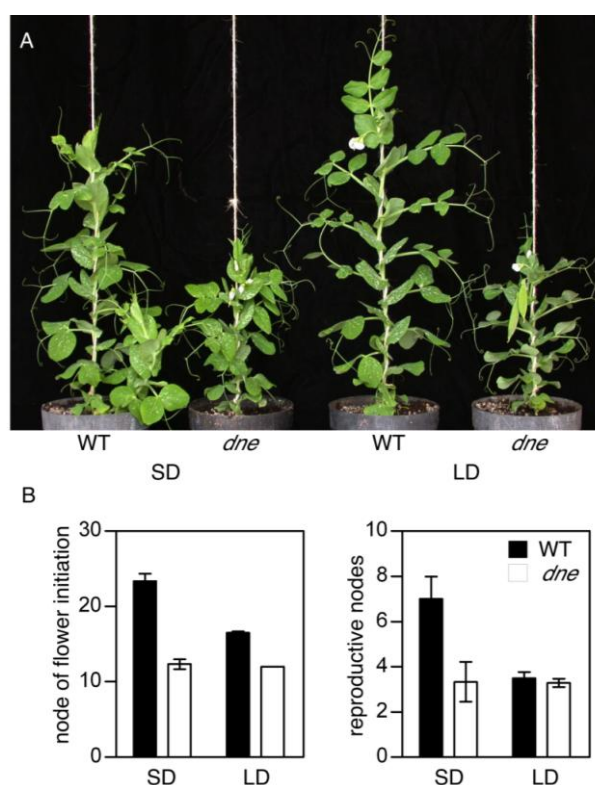 A
WT dne WT dne
SD LD
B
30
20
10
0
node of flower initiation
SD LD
10
8
6
4
2
0
reproductive nodes
WT
dne
SD LD